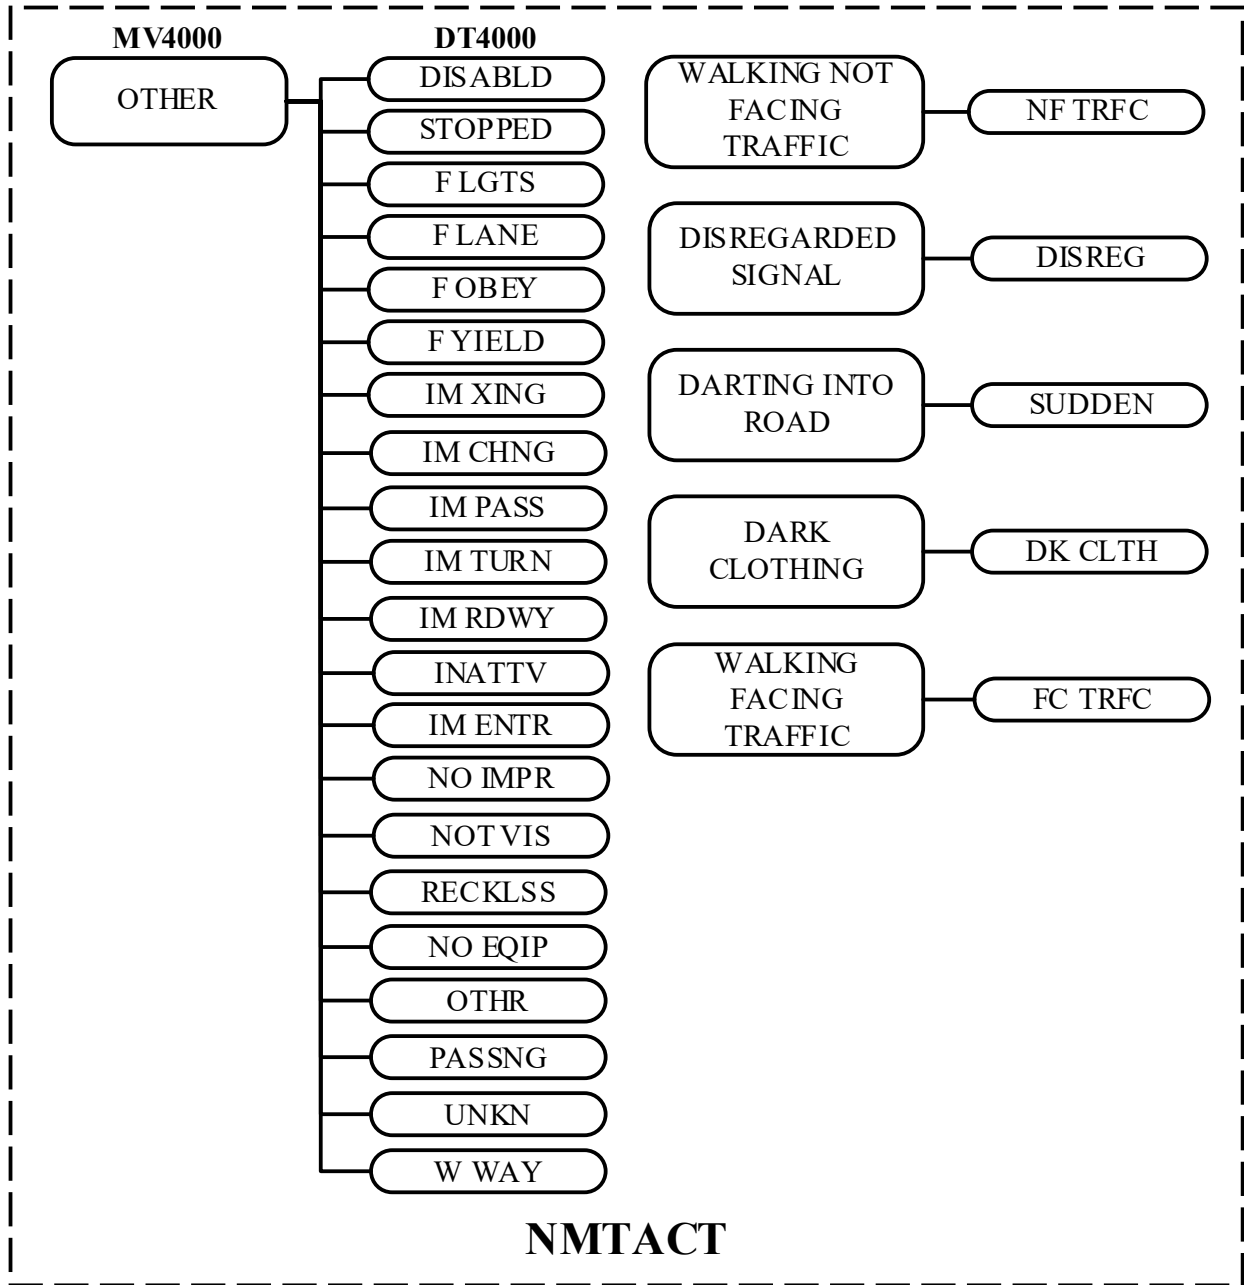 MV4000
DT4000
OTHER
DISABLD
STOPPED
F LGTS
F LANE
F OBEY
F YIELD
IM XING
IM CHNG
IM PASS
IM TURN
IM RDWY
INATTV
IM ENTR
NO IMPR
NOT VIS
RECKLSS
NO EQIP
OTHR
PASSNG
UNKN
W WAY
WALKING NOT
FACING
TRAFFIC
NF TRFC
DISREGARDED
SIGNAL
DISREG
DARTING INTO
ROAD
SUDDEN
DARK
CLOTHING
DK CLTH
WALKING
FACING
TRAFFIC
FC TRFC
NMTACT